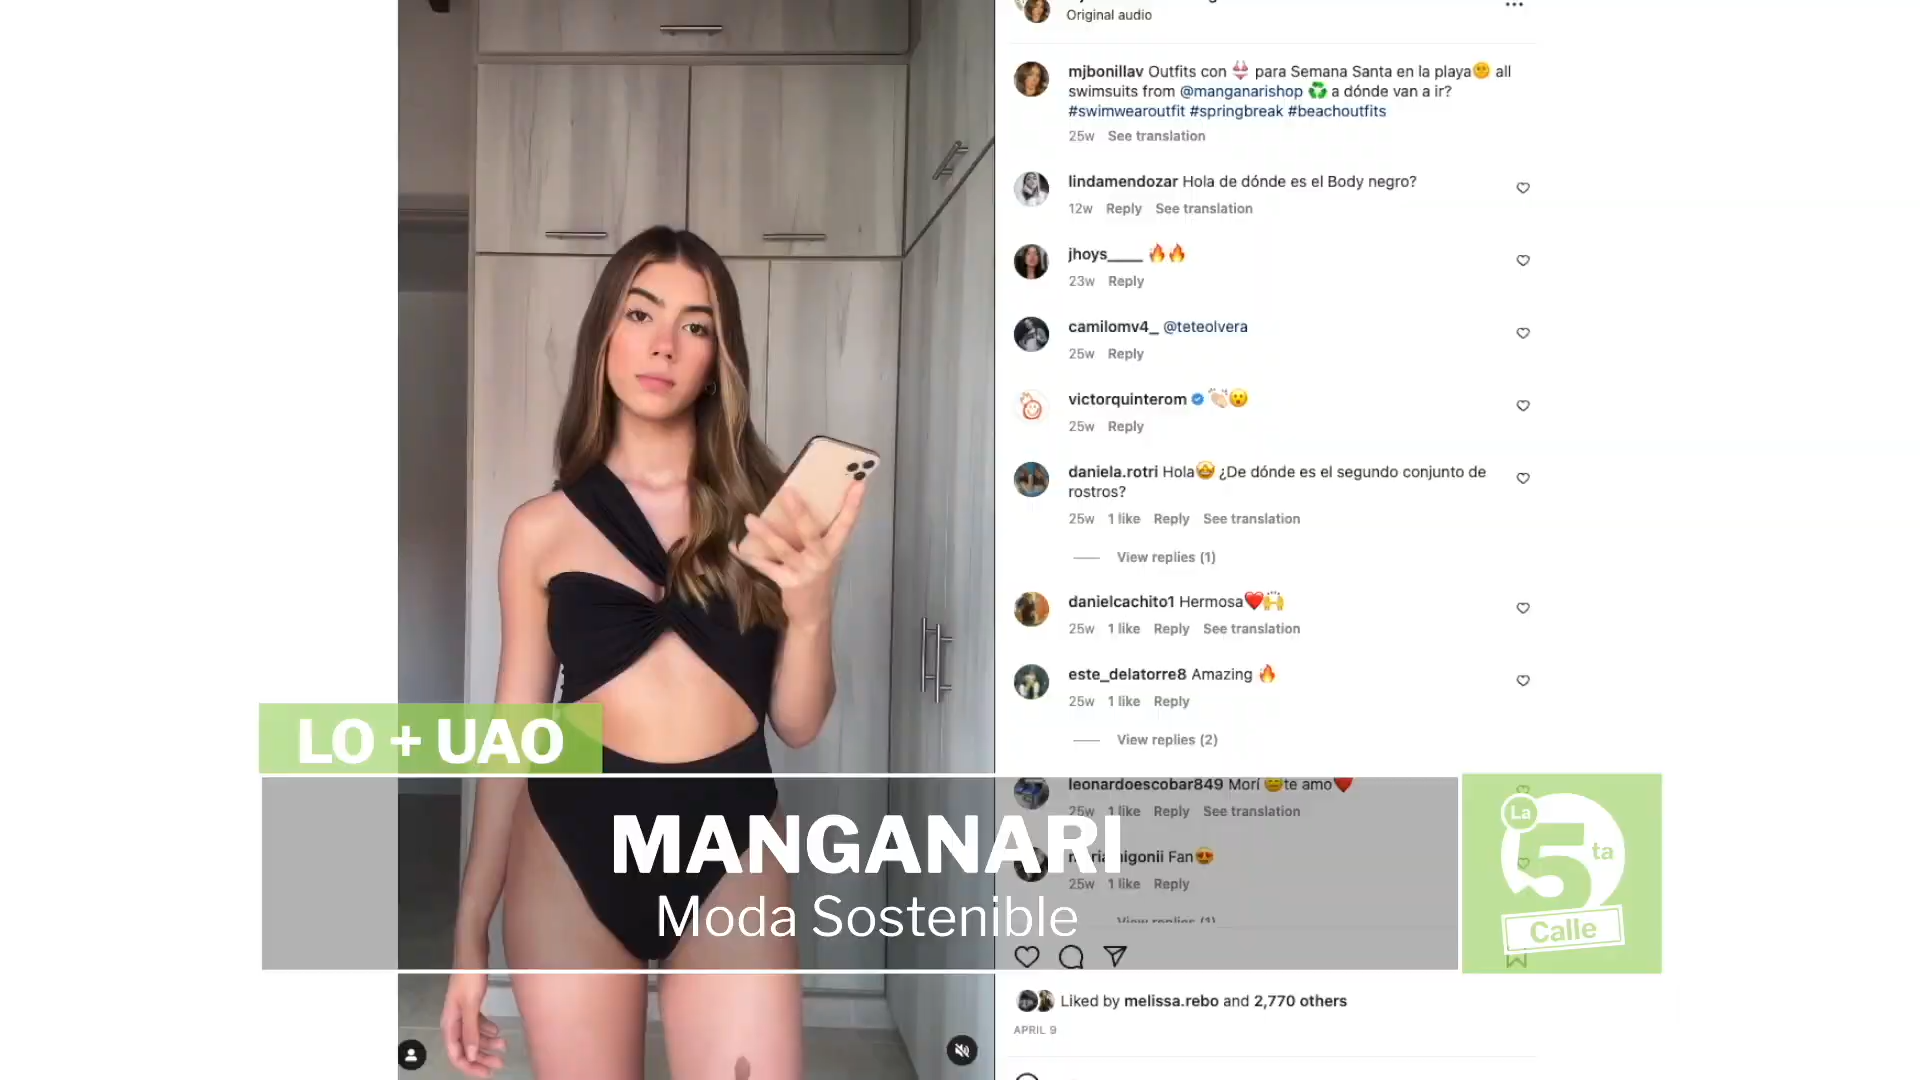 Original audio
mjbonillav Outfits con 👙 para Semana Santa en la playa🌞 all
swimsuits from @manganarishop ♻️ a dónde van a ir?
#swimwearoutfit #springbreak #beachoutfits
25w See translation
lindamendozar Hola de dónde es el Body negro?
12w Reply See translation
jhoys____ 🔥🔥
23w Reply
camilomv4_ @teteolvera
25w Reply
victorquinterom 👏🏻😮
25w Reply
daniela.rotri Hola🤩 ¿De dónde es el segundo conjunto de
rostros?
25w 1 like Reply See translation
View replies (1)
danielcachito1 Hermosa❤️🙌
25w 1 like Reply See translation
este_delatorre8 Amazing 🔥
25w 1 like Reply
View replies (2)
leonardoescobar849 Morí 😑te amo❤️
25w 1 like Reply See translation
Fan😍
25w 1 like Reply
View replies (1)
Liked by melissa.rebo and 2,770 others
APRIL 9
LO + UAO
MANGANARI
Moda Sostenible
La
5ta
Calle